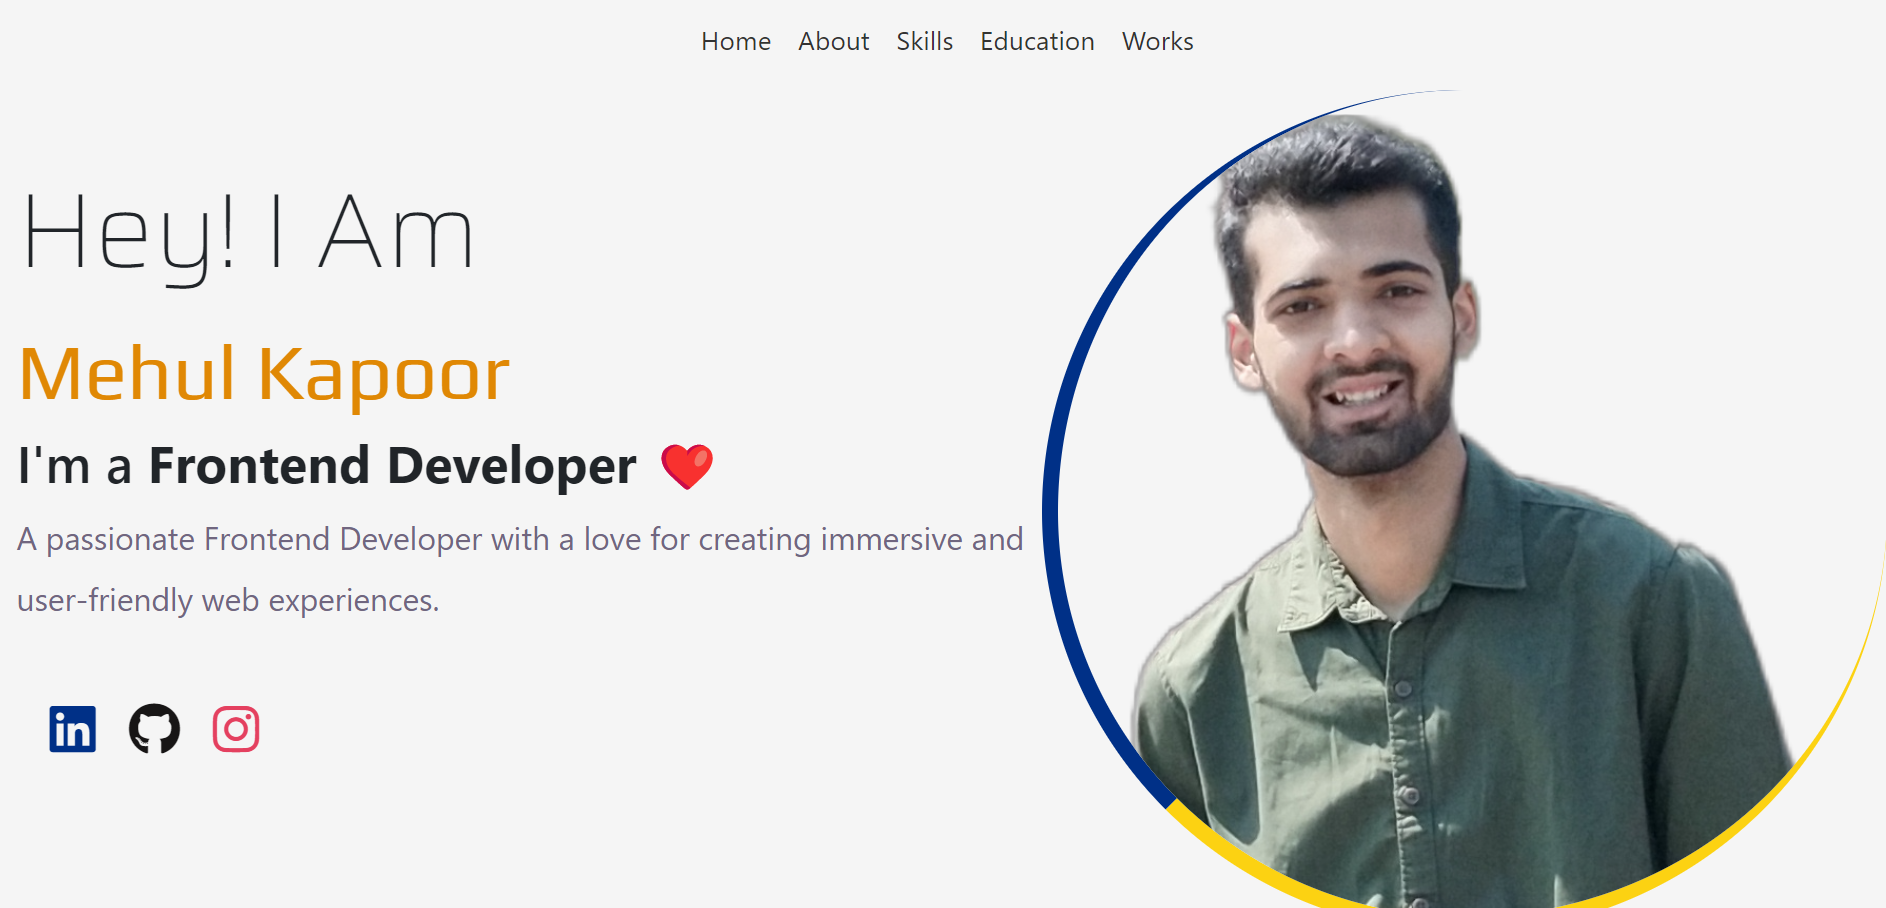 Home About Skills Education Works
Hey! I Am
Mehul Kapoor
I'm a Frontend Developer ❤️
A passionate Frontend Developer with a love for creating immersive and
user-friendly web experiences.
in